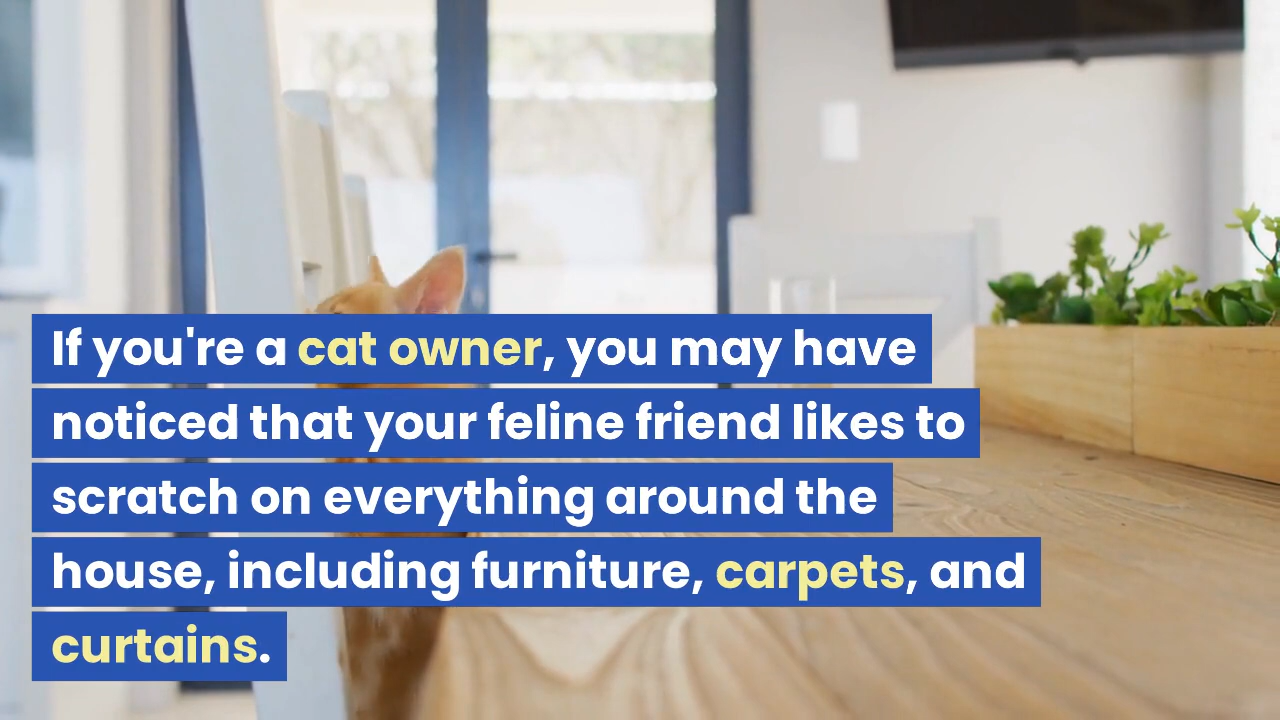 If you're a cat owner, you may have
noticed that your feline friend likes to
scratch on everything around the
house, including furniture, carpets, and
curtains.